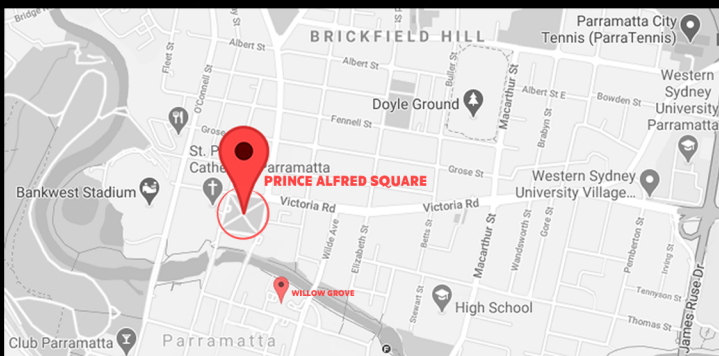 Bridge R
Parramatta City
Tennis (ParraTennis)
BRICKFIELD HILL
Fleet St
Albert St
Albert St
Buller St
Macarthur St
Western
Sydney
University
Parramatta
O'Connell St
Doyle Ground
Albert St E
Bowden St
Fennell St
Brabyn St
Grose
St. P
Cathe
Parramatta
Grose St
PRINCE ALFRED SQUARE
Western Sydney
University Village...
Bankwest Stadium
Victoria Rd
Victoria Rd
Wilde Ave
Elizabeth St
Betts St
Macarthur St
Wandsworth St
Gore St
Pemberton St
Irving St
James Ruse Dr
WILLOW GROVE
Stewart St
High School
Tennyson St
Thomas St
Club Parramatta
Parramatta